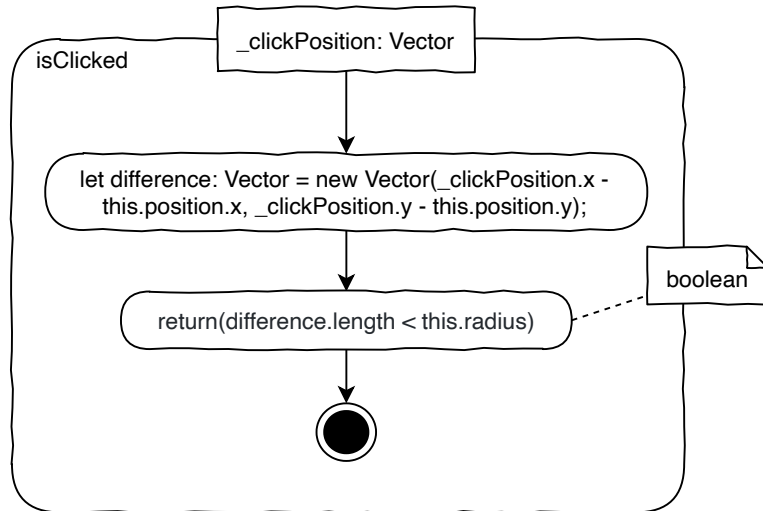 _clickPosition: Vector
isClicked
let difference: Vector = new Vector(_clickPosition.x -
this.position.x, _clickPosition.y - this.position.y);
boolean
return(difference.length < this.radius)